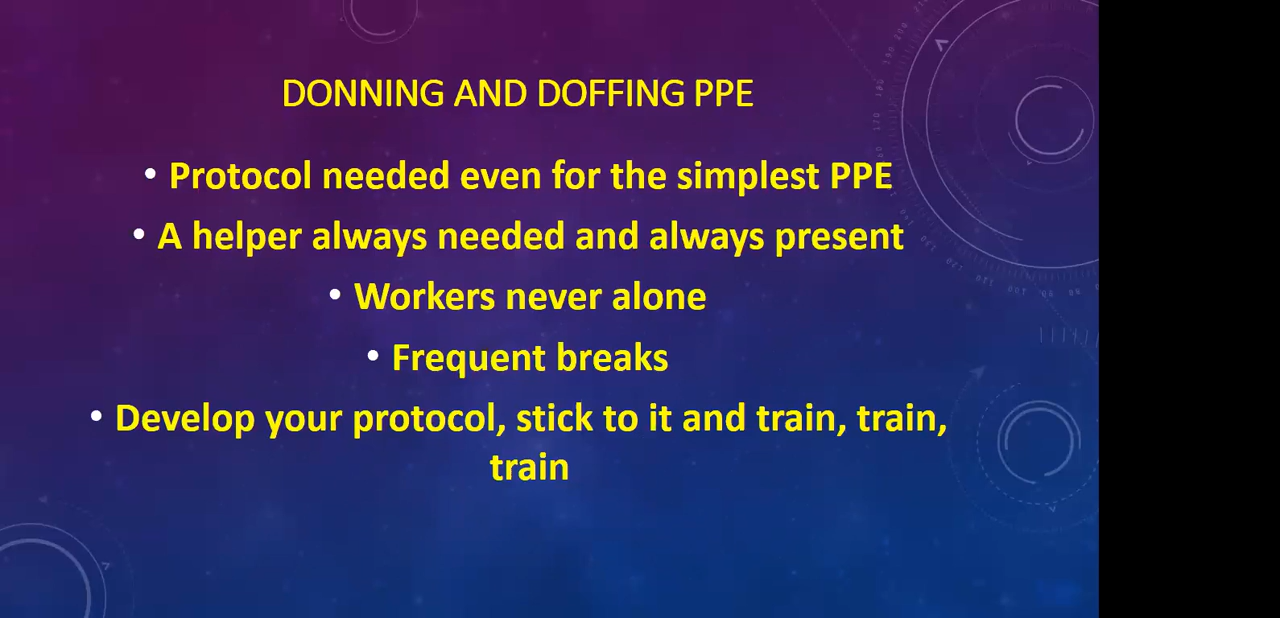 DONNING AND DOFFING PPE
• Protocol needed even for the simplest PPE
• A helper always needed and always present
• Workers never alone
• Frequent breaks
• Develop your protocol, stick to it and train, train,
train